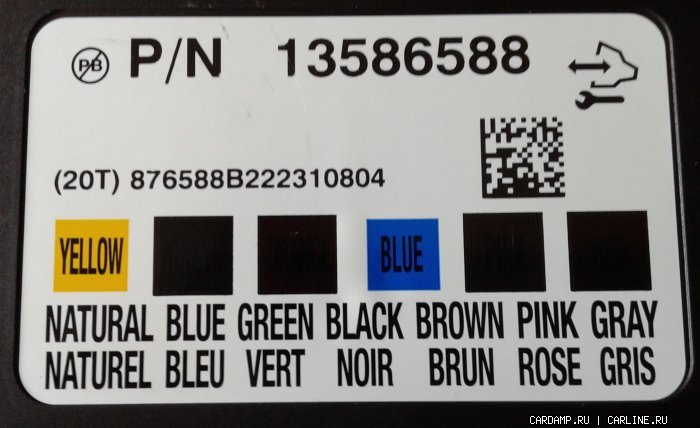 PB P/N 13586588
(20T) 876588B222310804
YELLOW BLUE PINK
NATURAL BLUE GREEN BLACK BROWN PINK GRAY
NATUREL BLEU VERT NOIR BRUN ROSE GRIS
CARDAMP.RU | CARLINE.RU